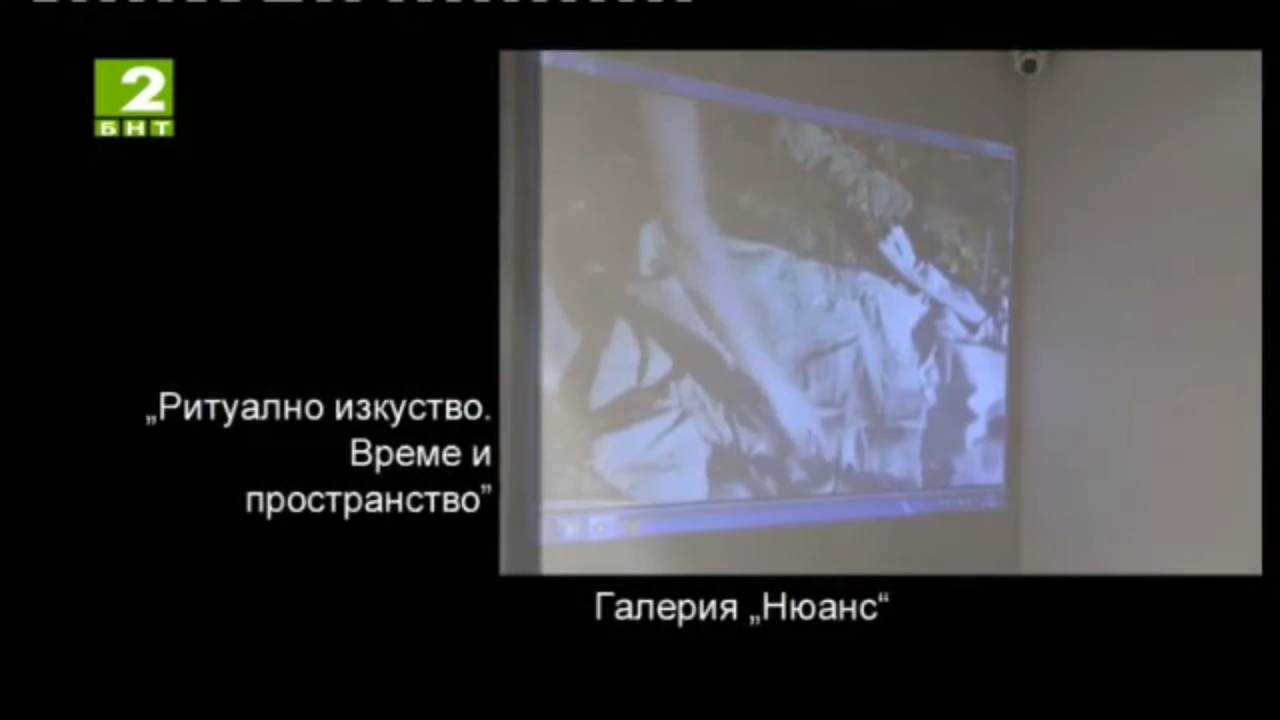 2
БНТ
„Ритуално изкуство.
Време и
пространство”
Галерия „Нюанс“